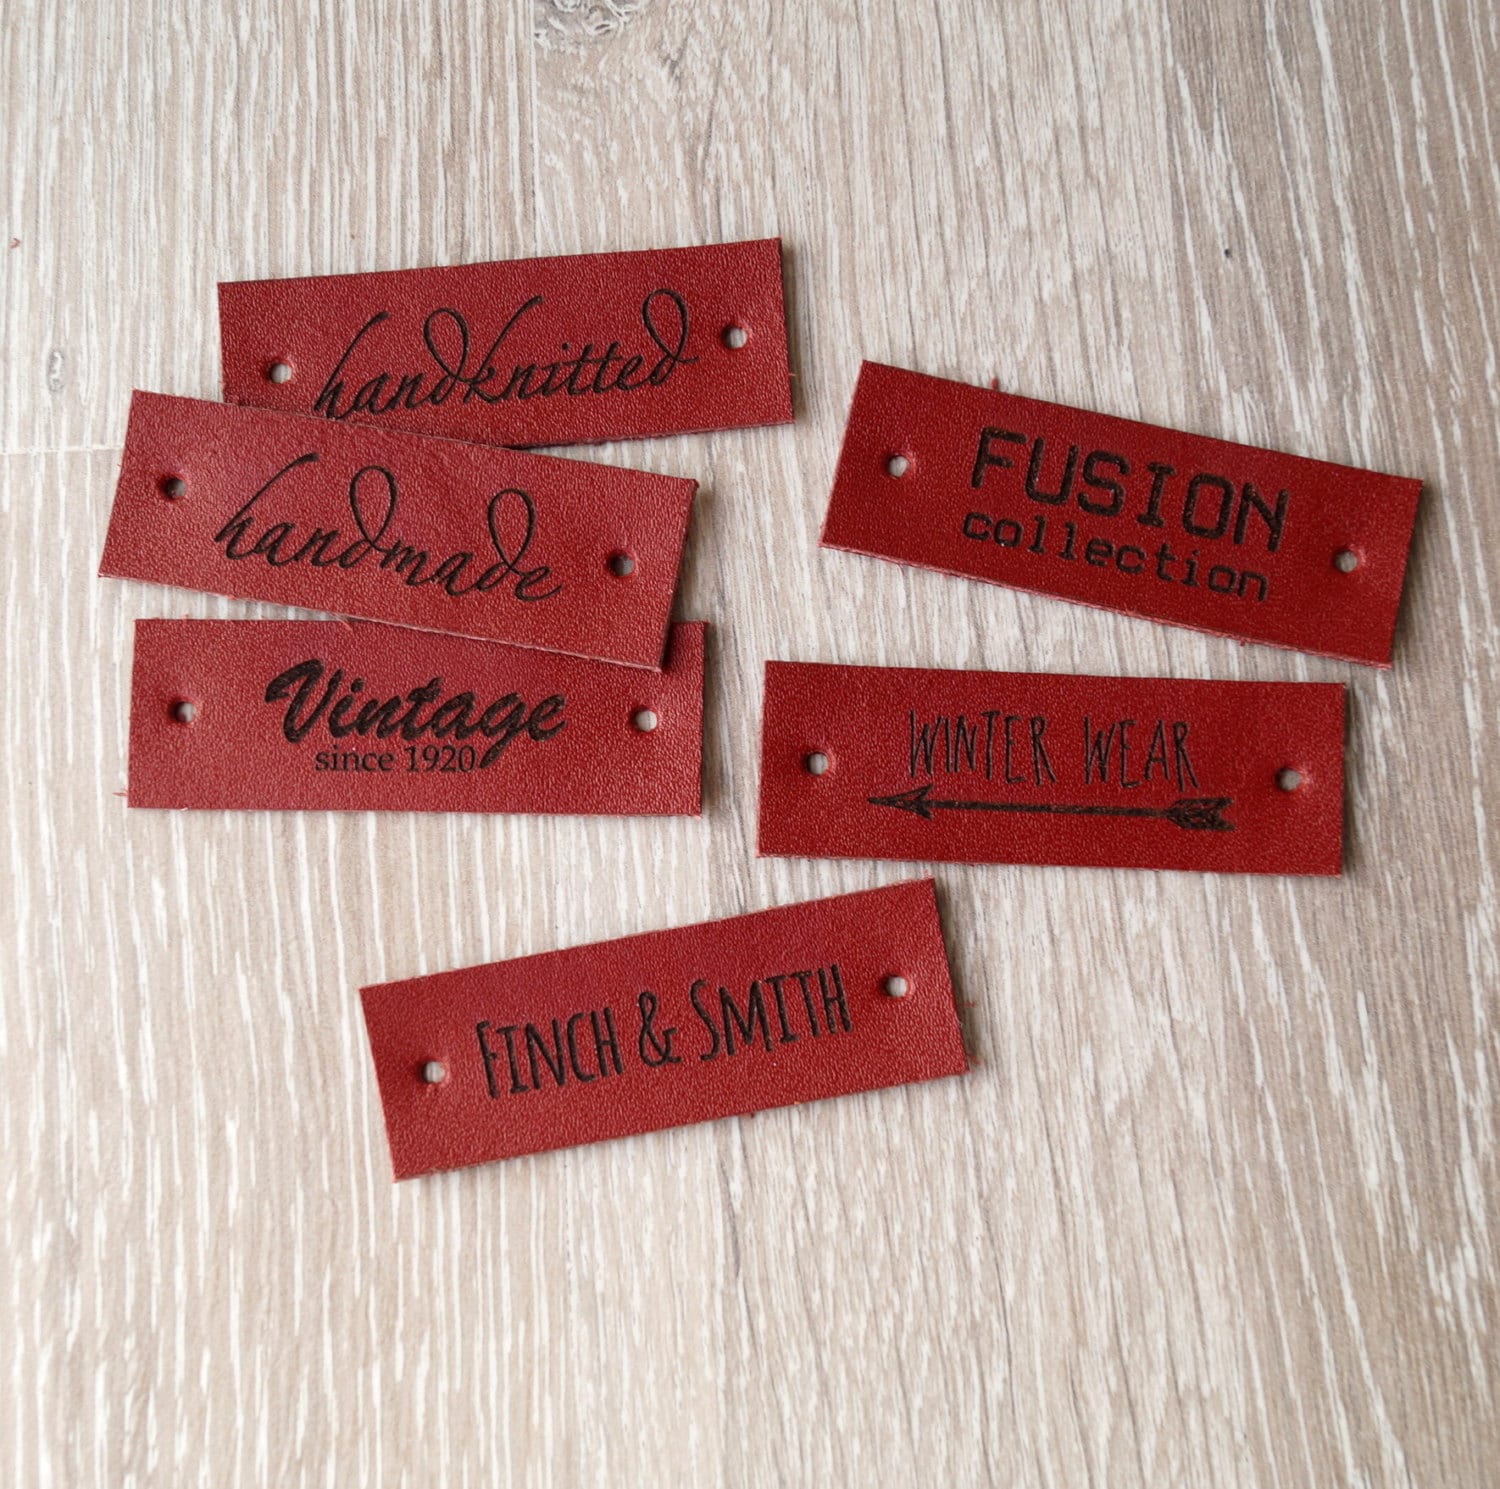 handknitted
handmade
Vintage
since 1920
FUSION
collection
WINTER WEAR
FINCH & SMITH